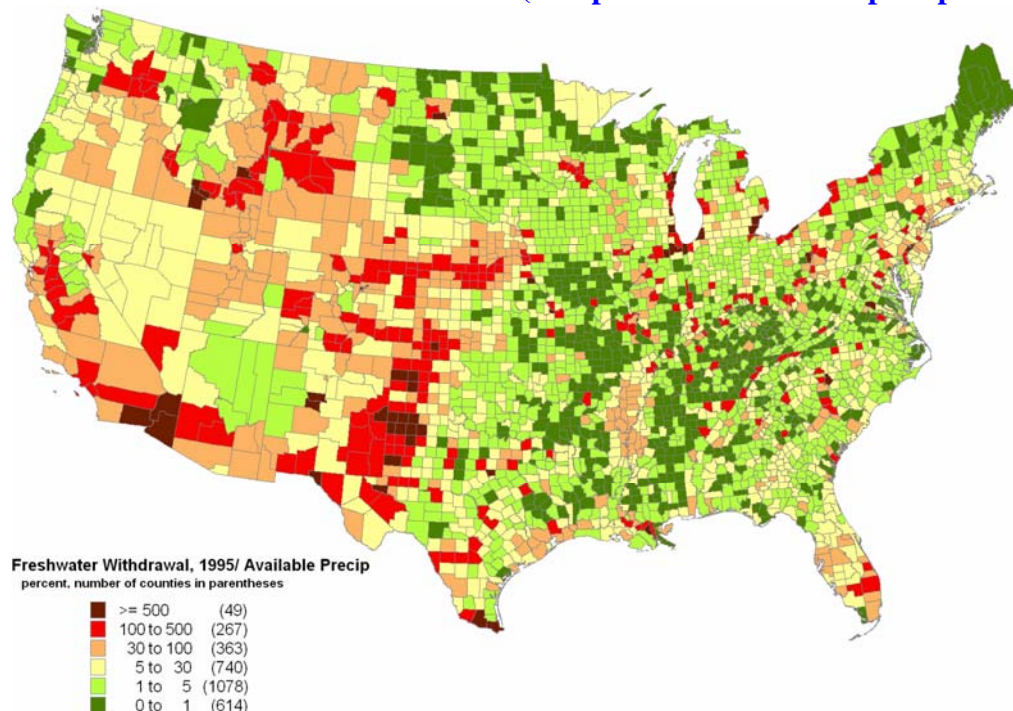 Freshwater Withdrawal, 1995/ Available Precip
percent, number of counties in parentheses
>= 500 (49)
100 to 500 (267)
30 to 100 (363)
5 to 30 (740)
1 to 5 (1078)
0 to 1 (614)